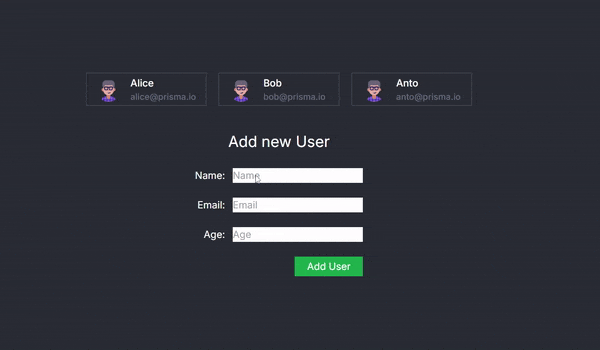 Alice
alice@prisma.io
Bob
bob@prisma.io
Anto
anto@prisma.io
Add new User
Name: Name
Email: Email
Age: Age
Add User